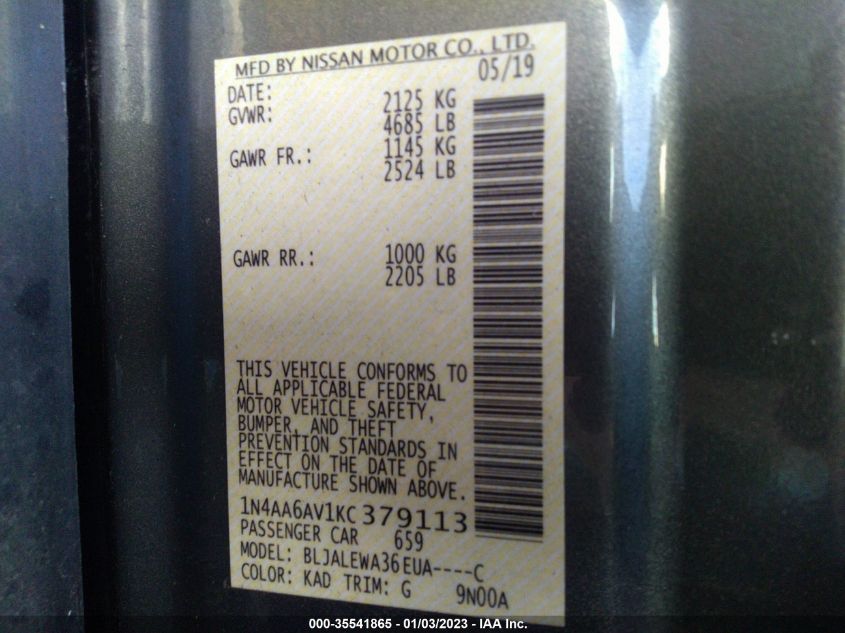 MFD BY NISSAN MOTOR CO., LTD.
DATE: 05/19
GVWR: 2125 KG
4685 LB
GAWR FR.: 1145 KG
2524 LB
GAWR RR.: 1000 KG
2205 LB
THIS VEHICLE CONFORMS TO
ALL APPLICABLE FEDERAL
MOTOR VEHICLE SAFETY,
BUMPER, AND THEFT
PREVENTION STANDARDS IN
EFFECT ON THE DATE OF
MANUFACTURE SHOWN ABOVE.
1N4AA6AV1KC379113
PASSENGER CAR 659
MODEL: BLJALEWA36EUA----C
COLOR: KAD TRIM: G 9N00A
000-35541865 - 01/03/2023 - IAA Inc.